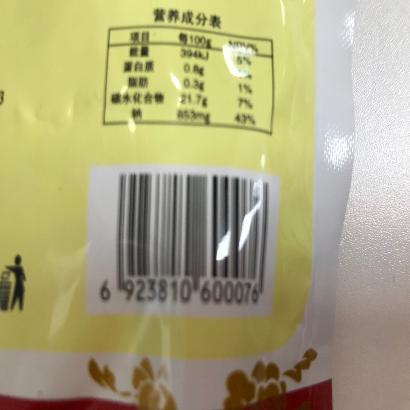 营养成分表
项目 每100g NRV%
能量 394kJ 5%
蛋白质 0.8g
脂肪 0.3g 1%
碳水化合物 21.7g 7%
钠 853mg 43%
6 923810 600076